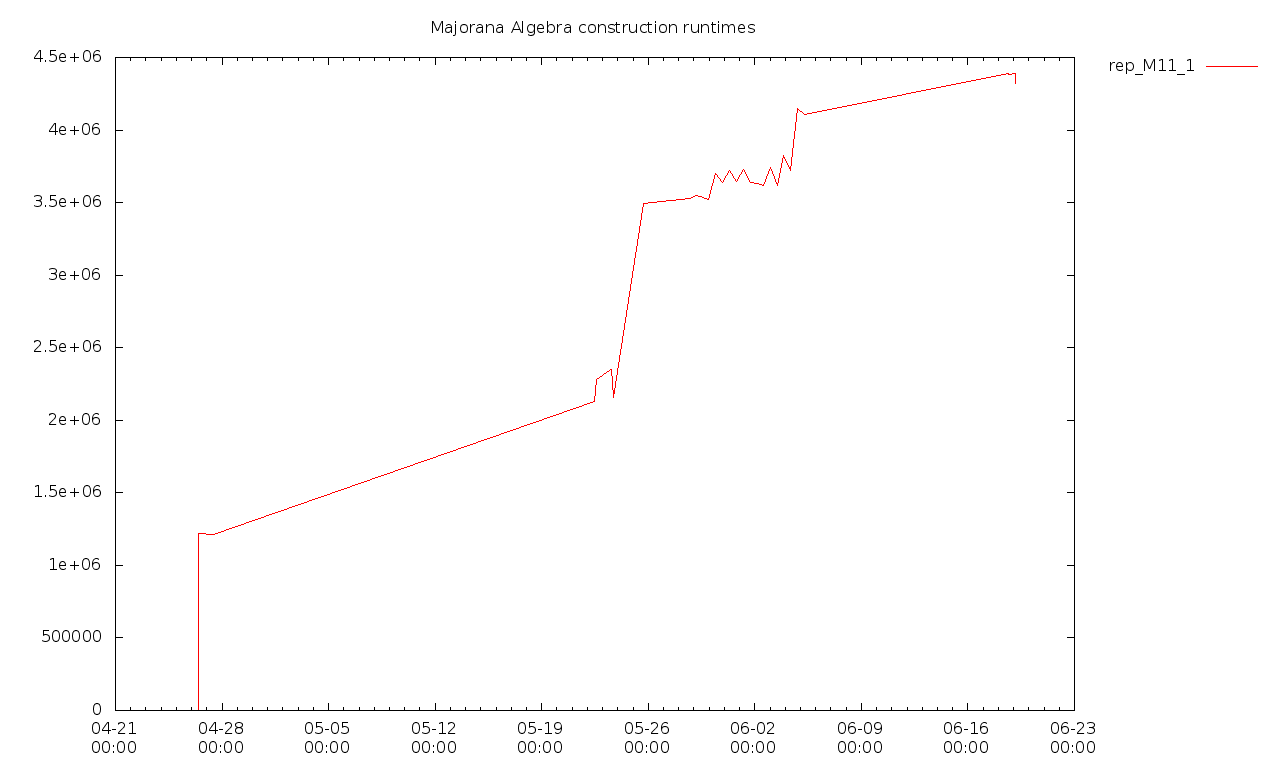 Majorana Algebra construction runtimes
rep_M11_1
4.5e+06
4e+06
3.5e+06
3e+06
2.5e+06
2e+06
1.5e+06
1e+06
500000
0
04-21 04-28 05-05 05-12 05-19 05-26 06-02 06-09 06-16 06-23
00:00 00:00 00:00 00:00 00:00 00:00 00:00 00:00 00:00 00:00